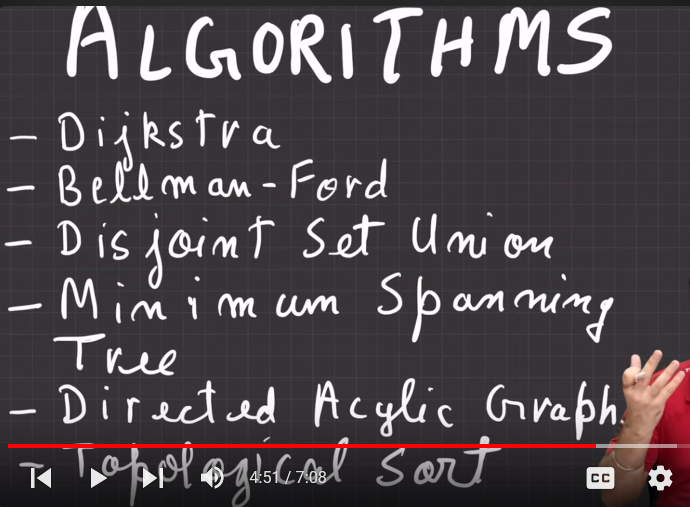 ALGORITHMS
- Dijkstra
- Bellman-Ford
- Disjoint Set Union
- Minimum Spanning
Tree
- Directed Acylic Graph
- Topological Sort
4:51 / 7:08
CC